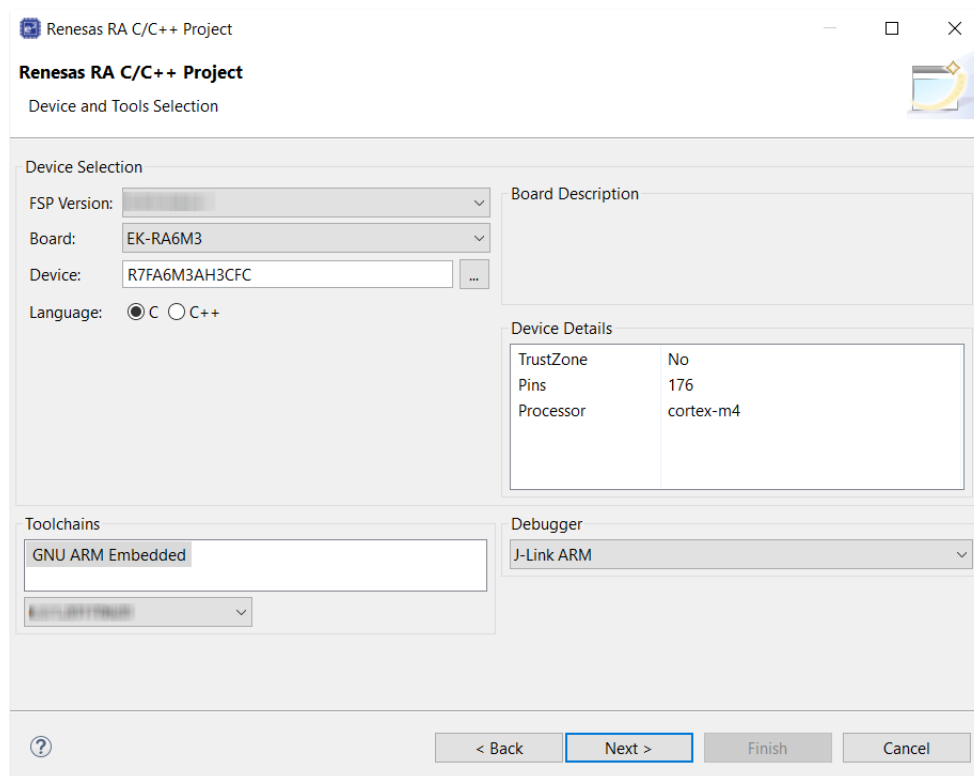 Renesas RA C/C++ Project
Renesas RA C/C++ Project
Device and Tools Selection
Device Selection
FSP Version:
Board: EK-RA6M3
Device: R7FA6M3AH3CFC ...
Language: C C++
Board Description
Device Details
TrustZone No
Pins 176
Processor cortex-m4
Toolchains
GNU ARM Embedded
Debugger
J-Link ARM
? < Back Next > Finish Cancel